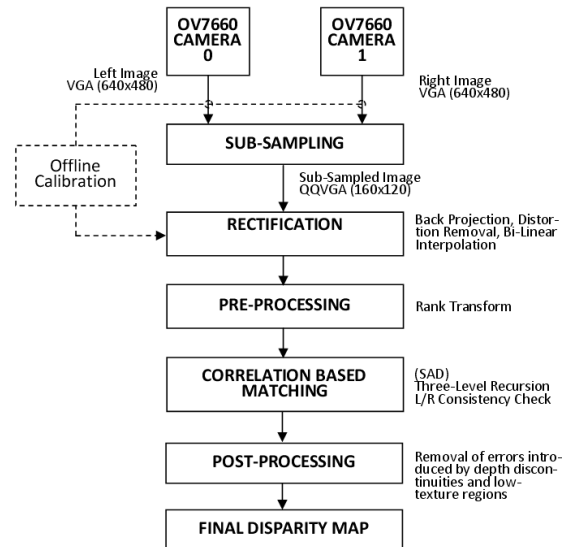 OV7660
CAMERA
0
OV7660
CAMERA
1
Left Image
VGA (640x480)
Right Image
VGA (640x480)
SUB-SAMPLING
Offline
Calibration
Sub-Sampled Image
QQVGA (160x120)
RECTIFICATION
Back Projection, Distor-
tion Removal, Bi-Linear
Interpolation
PRE-PROCESSING
Rank Transform
CORRELATION BASED
MATCHING
(SAD)
Three-Level Recursion
L/R Consistency Check
POST-PROCESSING
Removal of errors intro-
duced by depth discon-
tinuities and low-
texture regions
FINAL DISPARITY MAP